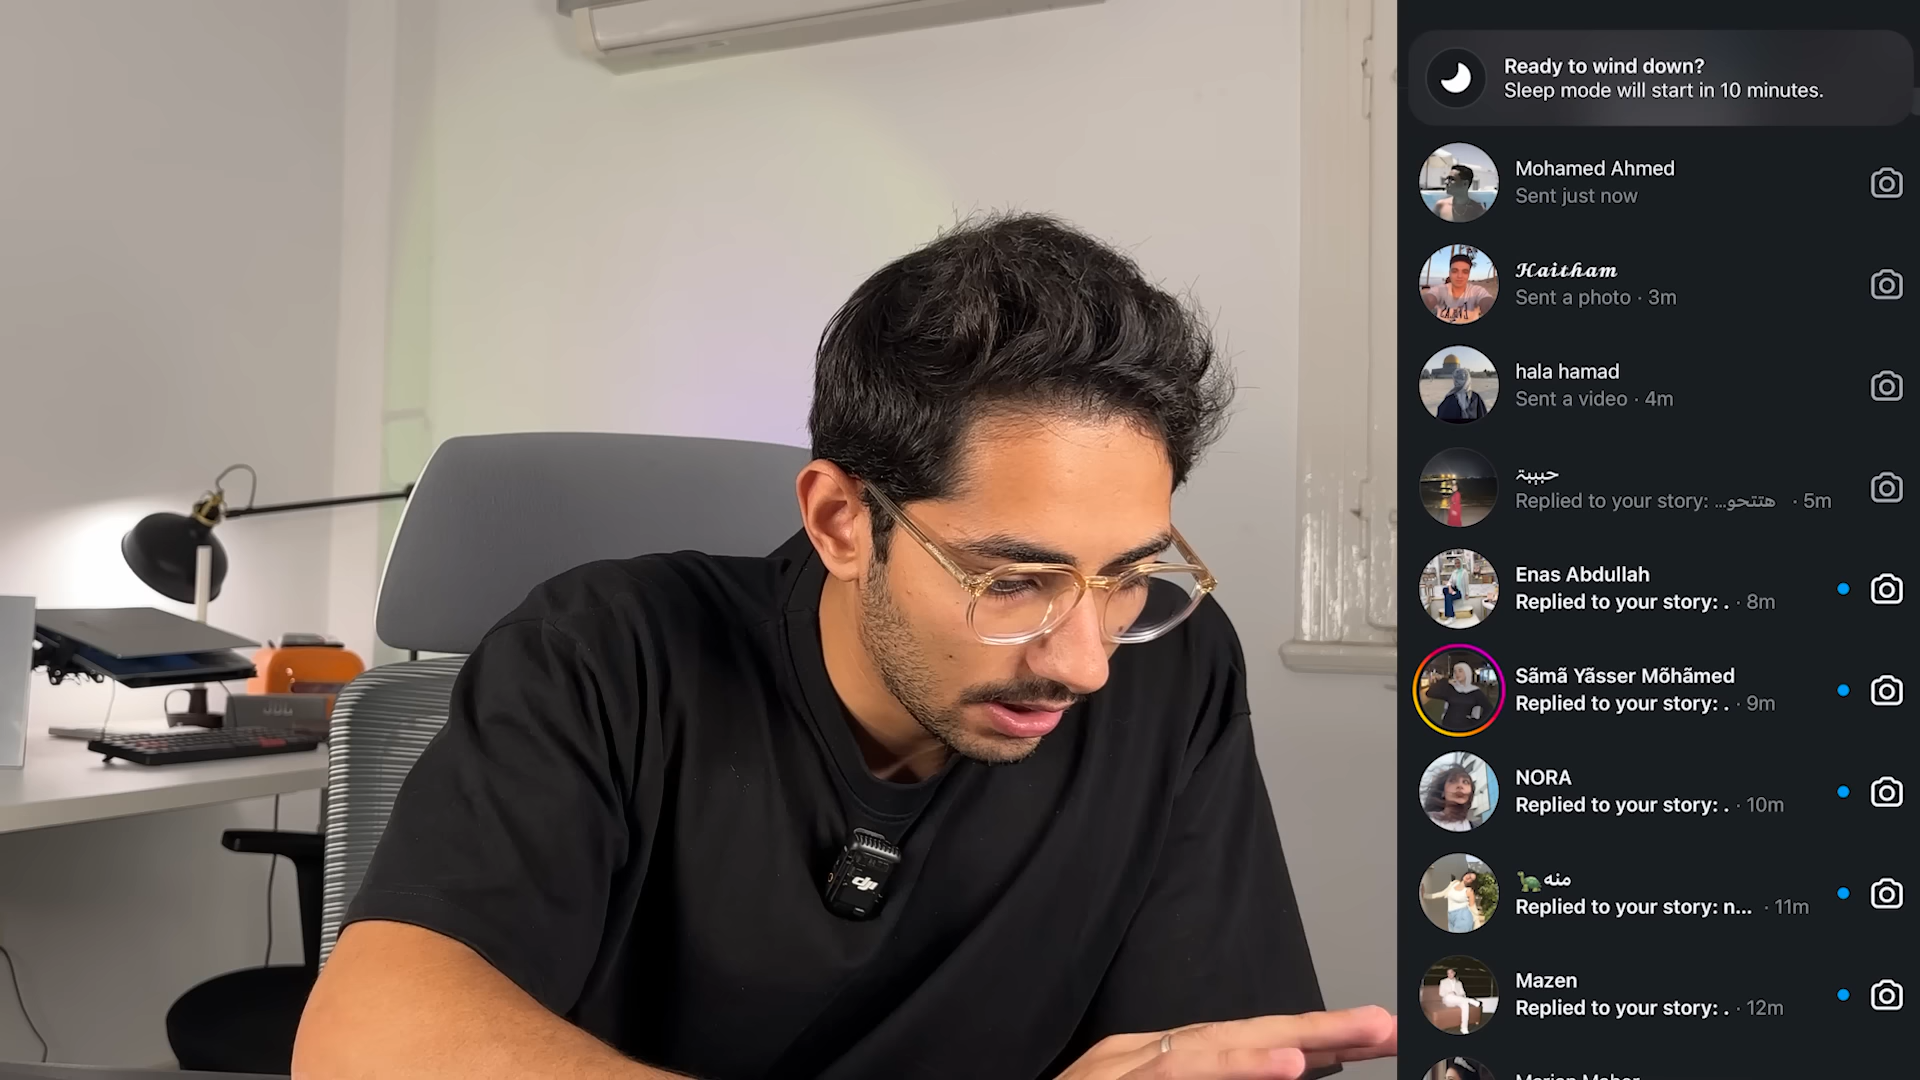 Ready to wind down?
Sleep mode will start in 10 minutes.
Mohamed Ahmed
Sent just now
𝓗𝓪𝓲𝓽𝓱𝓪𝓶
Sent a photo · 3m
hala hamad
Sent a video · 4m
حبيبة
Replied to your story: هتتحو... · 5m
Enas Abdullah
Replied to your story: . · 8m
Sãmã Yãsser Mõhãmed
Replied to your story: . · 9m
NORA
Replied to your story: . · 10m
منه🦕
Replied to your story: n... · 11m
Mazen
Replied to your story: . · 12m
dji